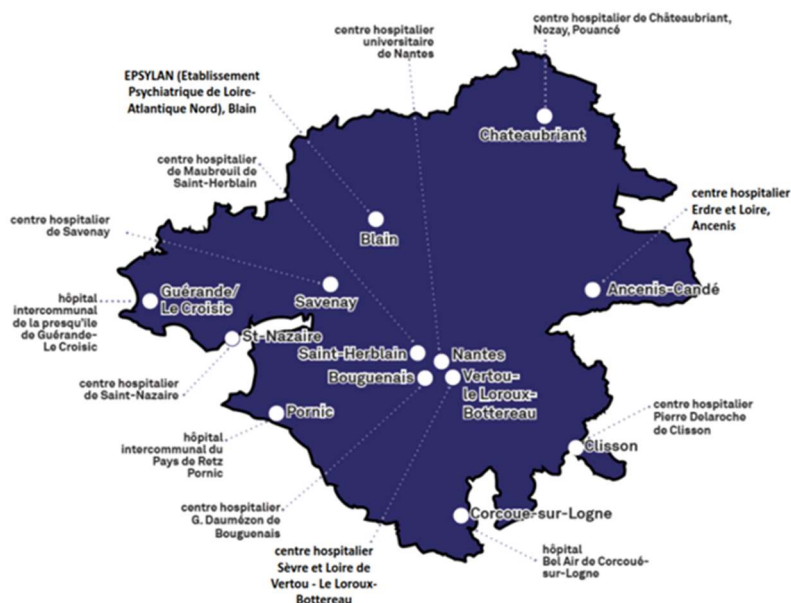 centre hospitalier de Châteaubriant,
Nozay, Pouancé
centre hospitalier
universitaire
de Nantes
EPSYLAN (Etablissement
Psychiatrique de Loire-
Atlantique Nord), Blain
Chateaubriant
centre hospitalier
de Maubreuil de
Saint-Herblain
centre hospitalier
Erdre et Loire,
Ancenis
centre hospitalier
de Savenay
Blain
Guérande/
Le Croisic
Savenay
Ancenis-Candé
hôpital
intercommunal
de la presqu'île
de Guérande-
Le Croisic
St-Nazaire
Saint-Herblain
Nantes
Bouguenais
Vertou-
le Loroux-
Bottereau
centre hospitalier
de Saint-Nazaire
Pornic
centre hospitalier
Pierre Delaroche
de Clisson
Clisson
hôpital
intercommunal du
Pays de Retz
Pornic
centre hospitalier
G. Daumézon de
Bouguenais
Corcoue-sur-Logne
centre hospitalier
Sèvre et Loire de
Vertou - Le Loroux-
Bottereau
hôpital
Bel Air de Corcoué-
sur-Logne